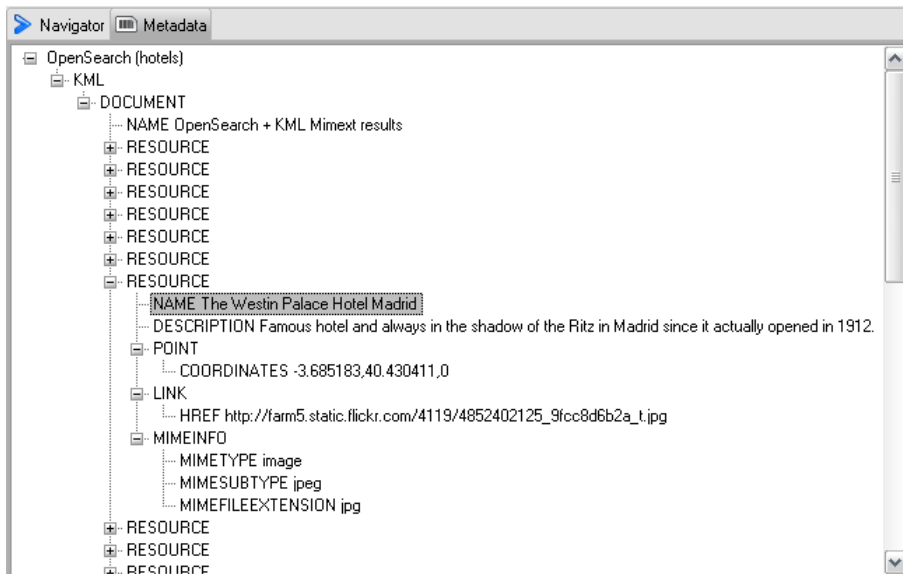 Navigator Metadata
OpenSearch (hotels)
KML
DOCUMENT
NAME OpenSearch + KML Mimext results
RESOURCE
RESOURCE
RESOURCE
RESOURCE
RESOURCE
RESOURCE
RESOURCE
NAME The Westin Palace Hotel Madrid
DESCRIPTION Famous hotel and always in the shadow of the Ritz in Madrid since it actually opened in 1912.
POINT
COORDINATES -3.685183,40.430411,0
LINK
HREF http://farm5.static.flickr.com/4119/4852402125_9fcc8d6b2a_t.jpg
MIMEINFO
MIMETYPE image
MIMESUBTYPE jpeg
MIMEFILEEXTENSION jpg
RESOURCE
RESOURCE
RESOURCE